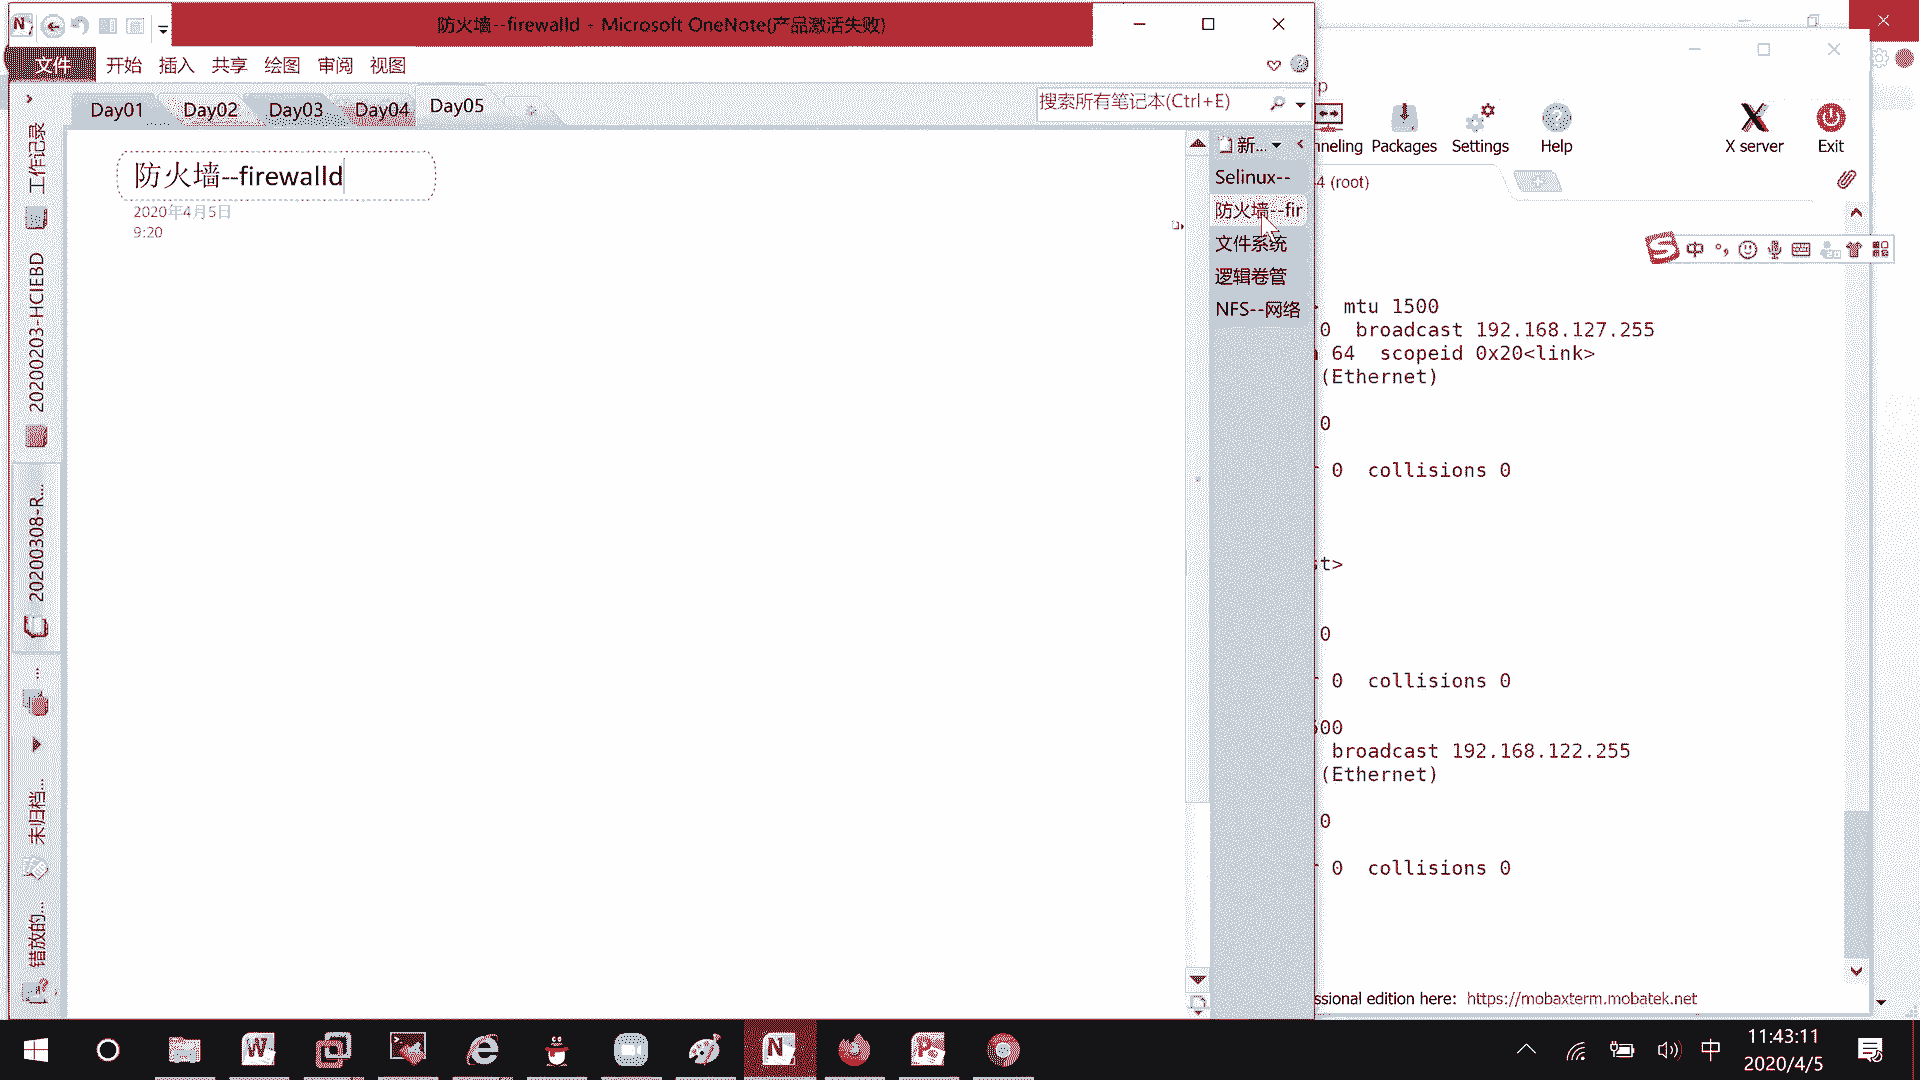 防火墙--firewalld - Microsoft OneNote(产品激活失败)
文件 开始 插入 共享 绘图 审阅 视图
Day01 Day02 Day03 Day04 Day05
搜索所有笔记本(Ctrl+E)
工作记录
20200203-HCIEBD
20200308-R...
...
未归档...
错放的...
防火墙--firewalld
2020年4月5日
9:20
新...
Selinux--
防火墙--fir
文件系统
逻辑卷管
NFS--网络
Packages Settings Help X server Exit
4 (root)
中
mtu 1500
0 broadcast 192.168.127.255
64 scopeid 0x20<link>
(Ethernet)
0
0 collisions 0
st>
0
0 collisions 0
broadcast 192.168.122.255
(Ethernet)
0
0 collisions 0
ssional edition here: https://mobaxterm.mobatek.net
中
11:43:11
2020/4/5